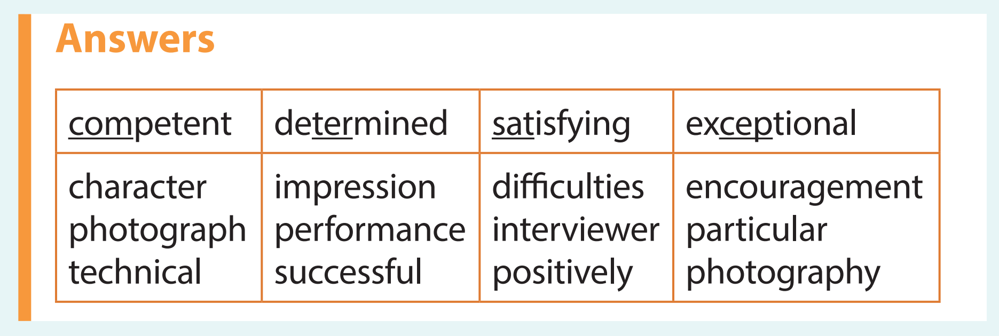 Answers
competent determined satisfying exceptional
character impression difficulties encouragement
photograph performance interviewer particular
technical successful positively photography